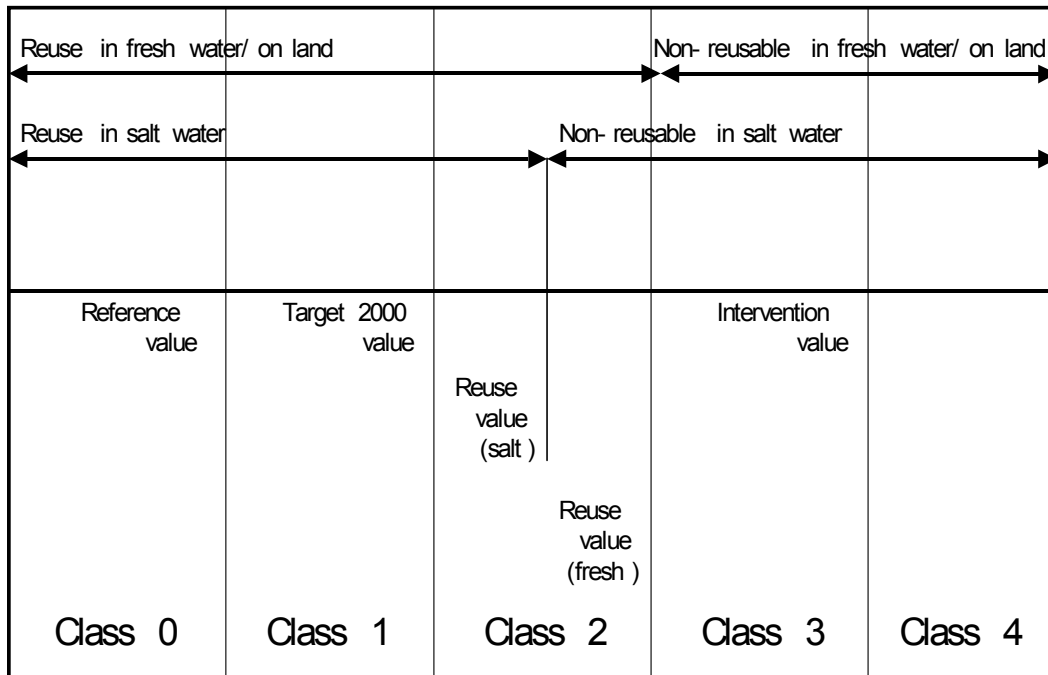 Reuse in fresh water/ on land
Non- reusable in fresh water/ on land
Reuse in salt water
Non- reusable in salt water
Reference
value
Target 2000
value
Intervention
value
Reuse
value
(salt )
Reuse
value
(fresh )
Class 0
Class 1
Class 2
Class 3
Class 4